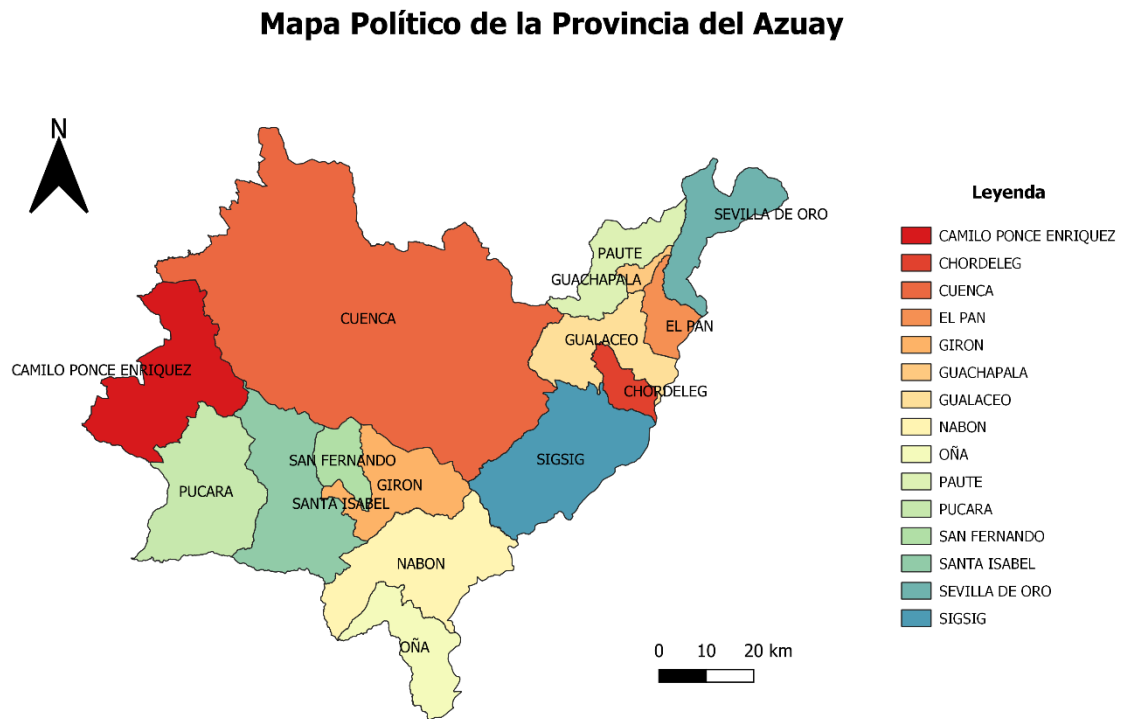 Mapa Político de la Provincia del Azuay
N
SEVILLA DE ORO
PAUTE
GUACHAPALA
CUENCA
EL PAN
GUALACEO
CAMILO PONCE ENRIQUEZ
CHORDELEG
SAN FERNANDO
SIGSIG
GIRON
PUCARA
SANTA ISABEL
NABON
OÑA
0 10 20 km
Leyenda
CAMILO PONCE ENRIQUEZ
CHORDELEG
CUENCA
EL PAN
GIRON
GUACHAPALA
GUALACEO
NABON
OÑA
PAUTE
PUCARA
SAN FERNANDO
SANTA ISABEL
SEVILLA DE ORO
SIGSIG